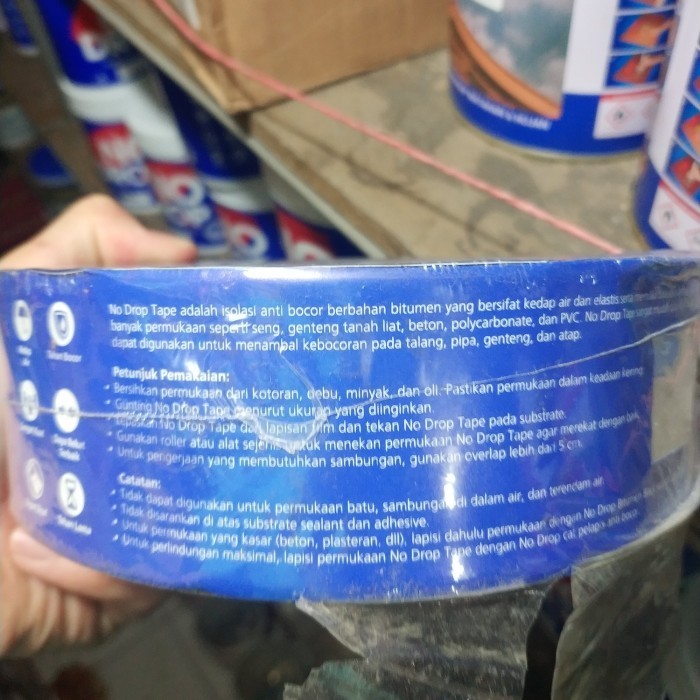 No Drop Tape adalah isolasi anti bocor berbahan bitumen yang bersifat kedap air dan elastis
banyak permukaan seperti seng, genteng tanah liat, beton, polycarbonate, dan PVC. No Drop Tape
dapat digunakan untuk menambal kebocoran pada talang, pipa, genteng, dan atap.
Petunjuk Pemakaian:
• Bersihkan permukaan dari kotoran, debu, minyak, dan oli. Pastikan permukaan dalam keadaan kering
• Gunting No Drop Tape menurut ukuran yang diinginkan.
• Lepaskan No Drop Tape dari lapisan film dan tekan No Drop Tape pada substrate.
• Gunakan roller atau alat sejenis untuk menekan permukaan No Drop Tape agar merekat dengan baik.
• Untuk pengerjaan yang membutuhkan sambungan, gunakan overlap lebih dari 5 cm.
Catatan:
• Tidak dapat digunakan untuk permukaan batu, sambungan di dalam air, dan terendam air
• Tidak disarankan di atas substrate sealant dan adhesive.
• Untuk permukaan yang kasar (beton, plasteran, dll), lapisi dahulu permukaan dengan No Drop Bitumen
• Untuk perlindungan maksimal, lapisi permukaan No Drop Tape dengan No Drop cat pelapis anti bocor